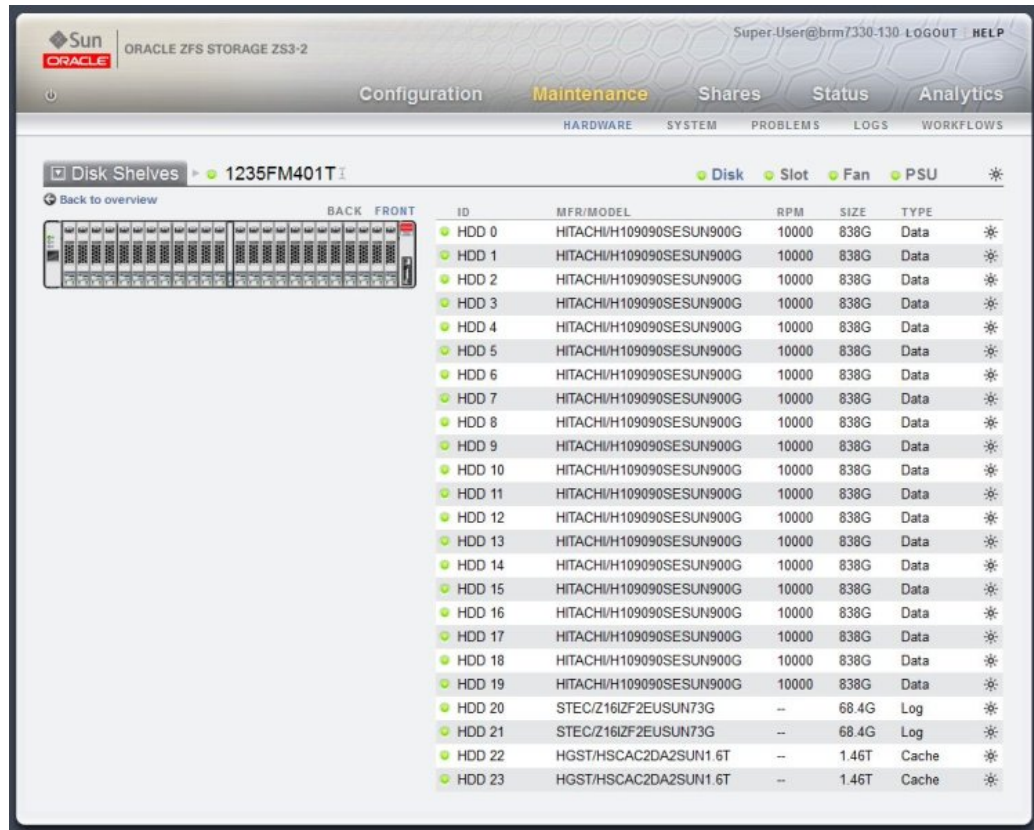 Sun
ORACLE
ORACLE ZFS STORAGE ZS3-2
Super-User@brm7330-130 LOGOUT HELP
Configuration Maintenance Shares Status Analytics
HARDWARE SYSTEM PROBLEMS LOGS WORKFLOWS
Disk Shelves 1235FM401T
Disk Slot Fan PSU
Back to overview
BACK FRONT
ID MFR/MODEL RPM SIZE TYPE
HDD 0 HITACHI/H109090SESUN900G 10000 838G Data
HDD 1 HITACHI/H109090SESUN900G 10000 838G Data
HDD 2 HITACHI/H109090SESUN900G 10000 838G Data
HDD 3 HITACHI/H109090SESUN900G 10000 838G Data
HDD 4 HITACHI/H109090SESUN900G 10000 838G Data
HDD 5 HITACHI/H109090SESUN900G 10000 838G Data
HDD 6 HITACHI/H109090SESUN900G 10000 838G Data
HDD 7 HITACHI/H109090SESUN900G 10000 838G Data
HDD 8 HITACHI/H109090SESUN900G 10000 838G Data
HDD 9 HITACHI/H109090SESUN900G 10000 838G Data
HDD 10 HITACHI/H109090SESUN900G 10000 838G Data
HDD 11 HITACHI/H109090SESUN900G 10000 838G Data
HDD 12 HITACHI/H109090SESUN900G 10000 838G Data
HDD 13 HITACHI/H109090SESUN900G 10000 838G Data
HDD 14 HITACHI/H109090SESUN900G 10000 838G Data
HDD 15 HITACHI/H109090SESUN900G 10000 838G Data
HDD 16 HITACHI/H109090SESUN900G 10000 838G Data
HDD 17 HITACHI/H109090SESUN900G 10000 838G Data
HDD 18 HITACHI/H109090SESUN900G 10000 838G Data
HDD 19 HITACHI/H109090SESUN900G 10000 838G Data
HDD 20 STEC/Z16IZF2EUSUN73G -- 68.4G Log
HDD 21 STEC/Z16IZF2EUSUN73G -- 68.4G Log
HDD 22 HGST/HSCAC2DA2SUN1.6T -- 1.46T Cache
HDD 23 HGST/HSCAC2DA2SUN1.6T -- 1.46T Cache